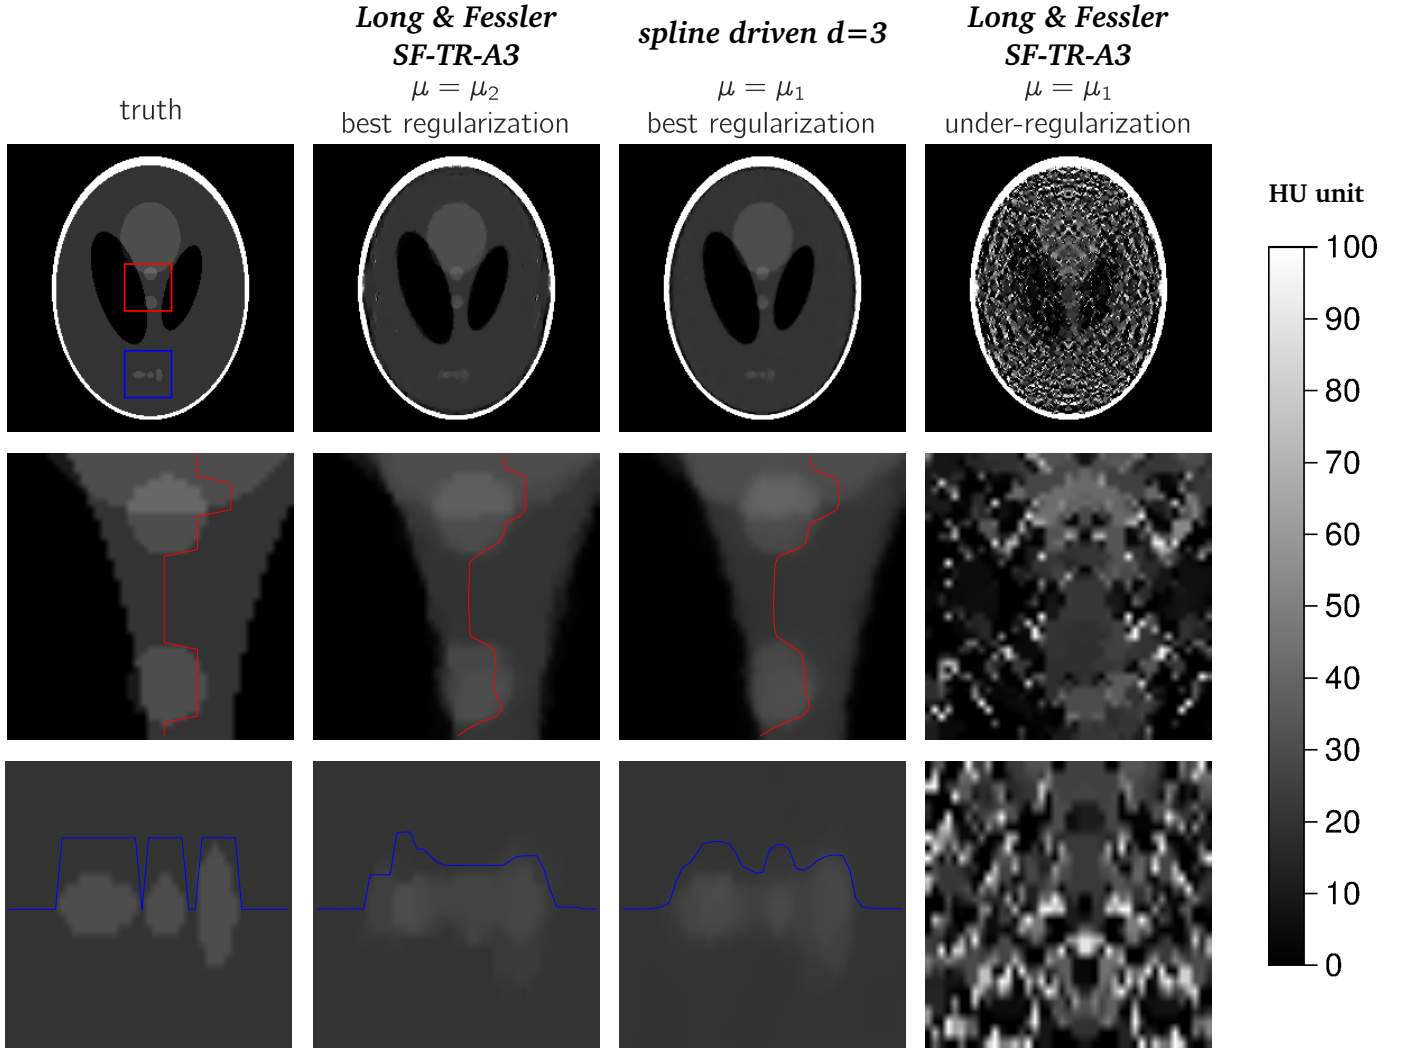 truth
Long & Fessler
SF-TR-A3
μ = μ₂
best regularization
spline driven d=3
μ = μ₁
best regularization
Long & Fessler
SF-TR-A3
μ = μ₁
under-regularization
HU unit
100
90
80
70
60
50
40
30
20
10
0